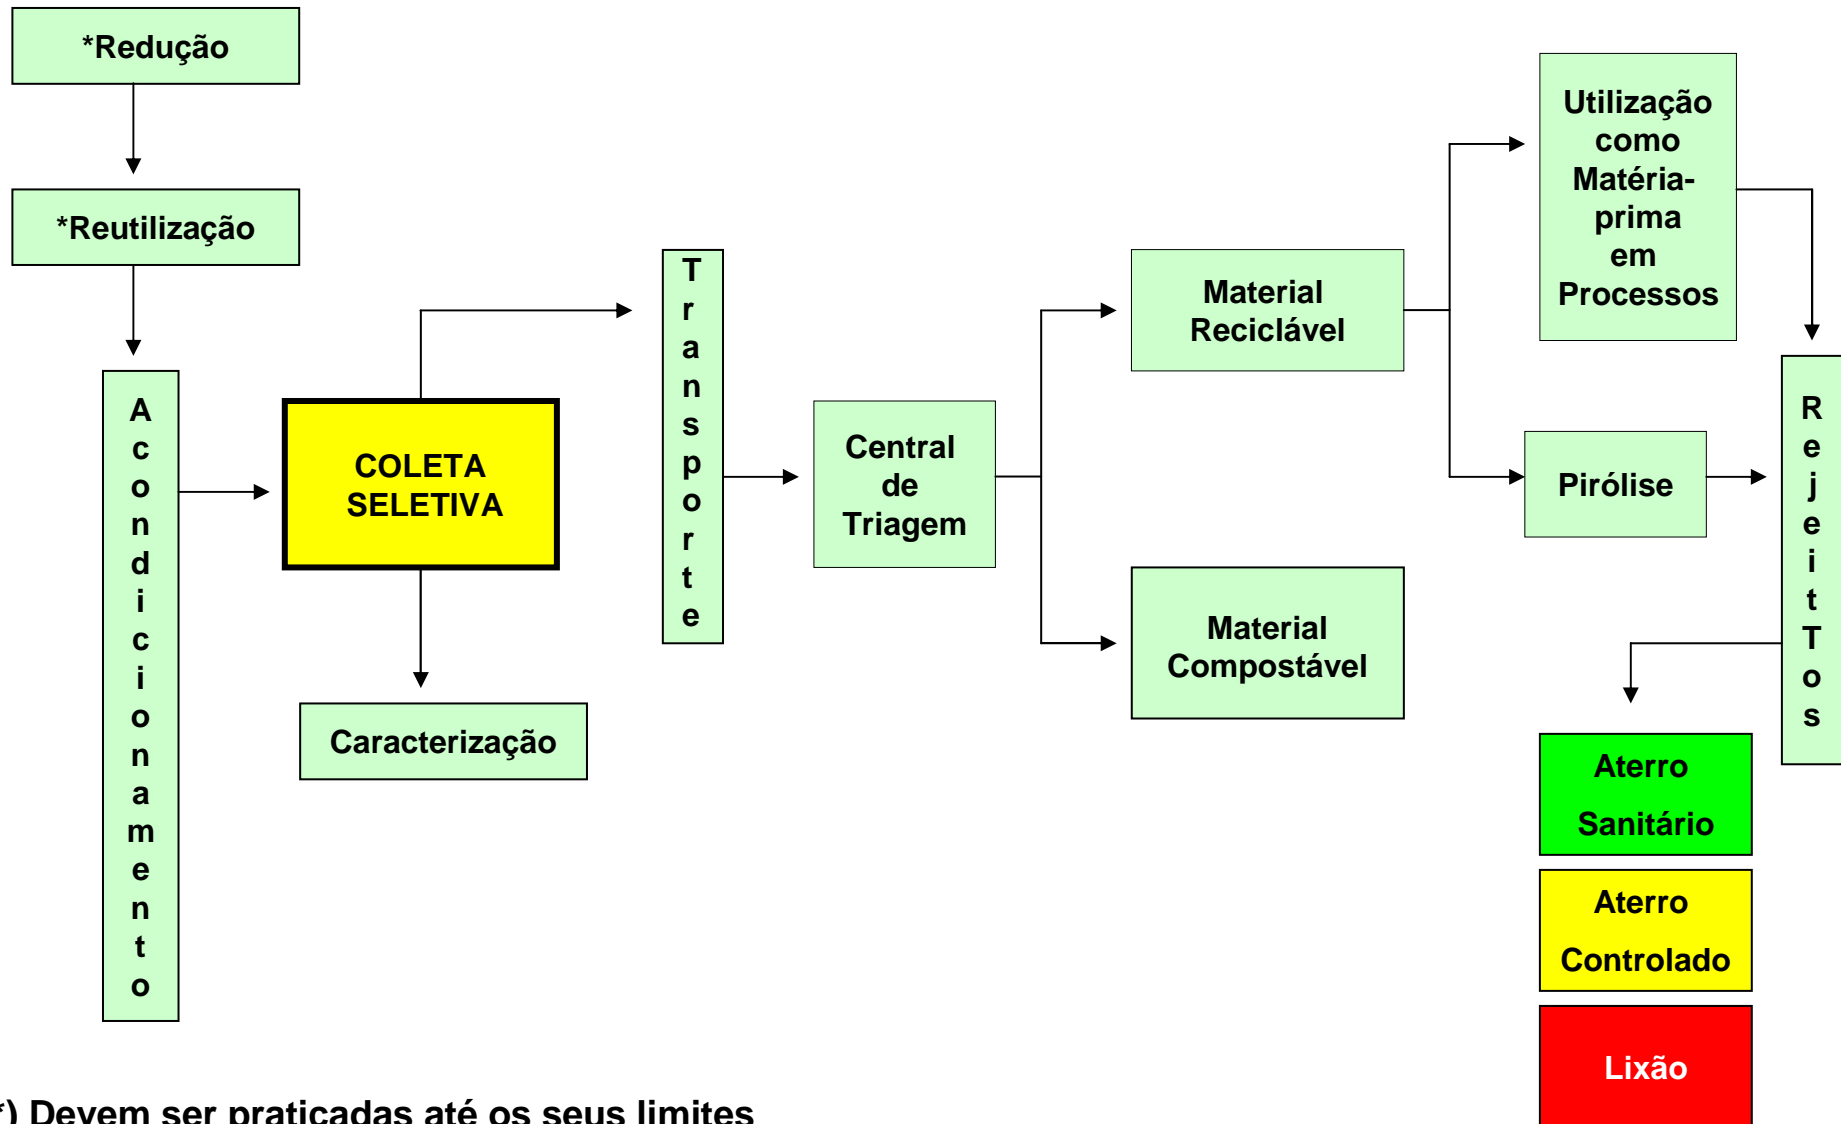 *Redução
*Reutilização
Acondicionamento
COLETA
SELETIVA
Caracterização
Transporte
Central
de
Triagem
Material
Reciclável
Material
Compostável
Utilização
como
Matéria-
prima
em
Processos
Pirólise
RejeitTos
Aterro
Sanitário
Aterro
Controlado
Lixão
*) Devem ser praticadas até os seus limites